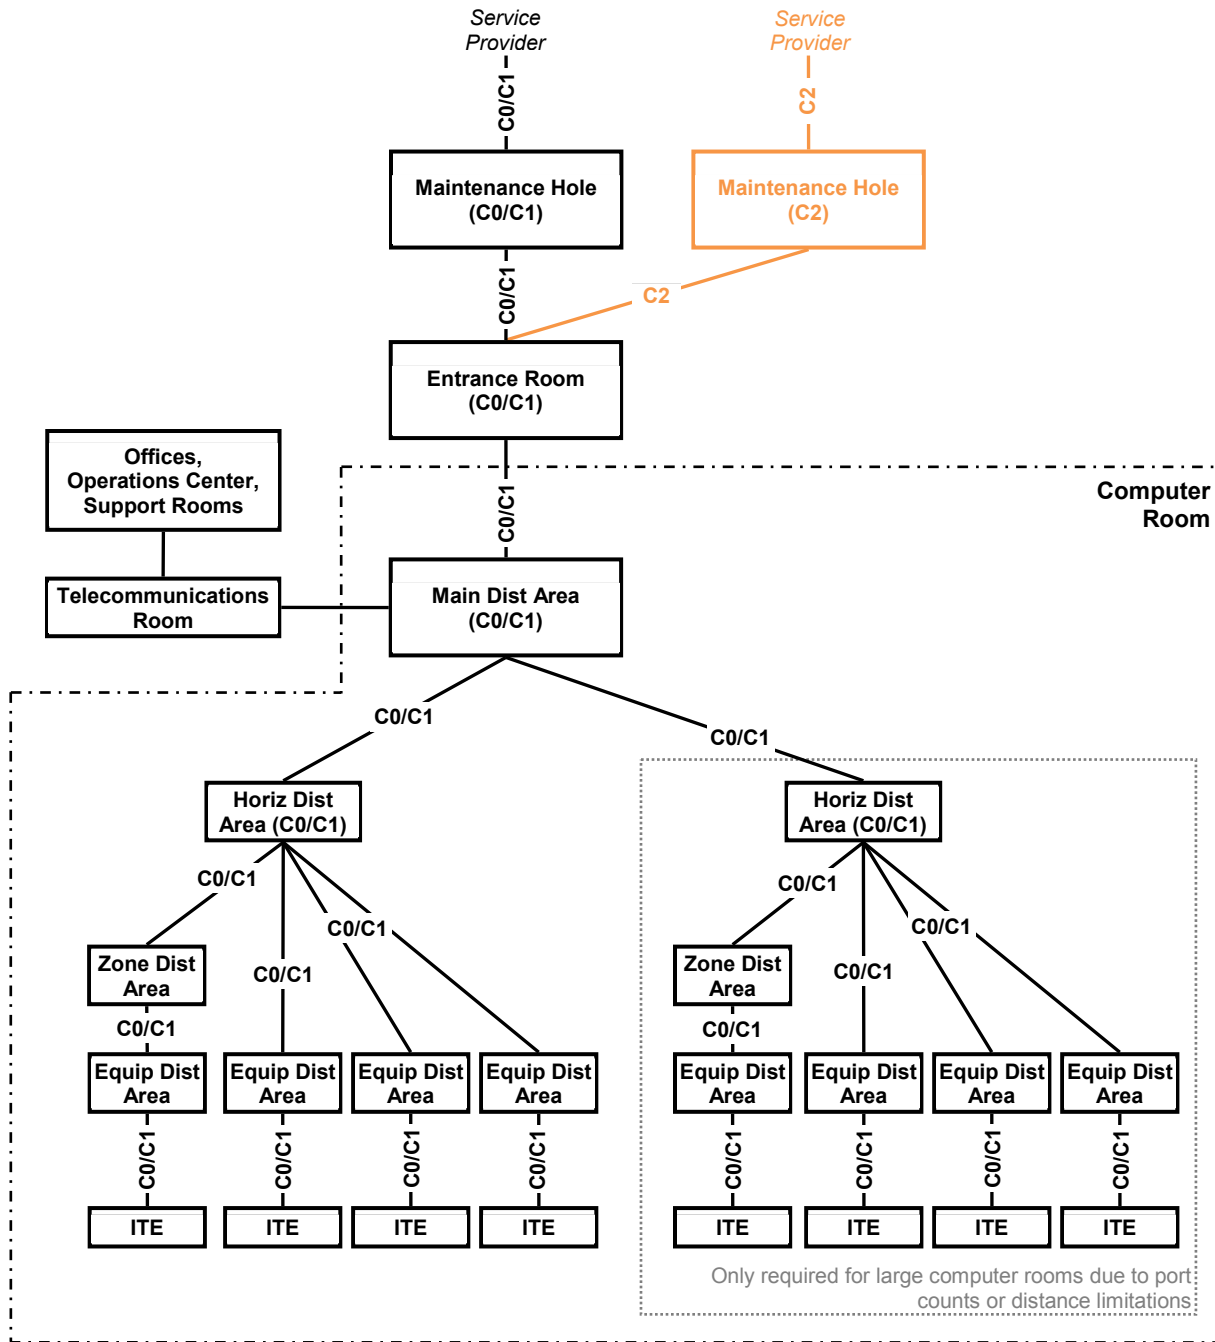 Service
Provider
Service
Provider
C0/C1
C2
Maintenance Hole
(C0/C1)
Maintenance Hole
(C2)
C0/C1
C2
Entrance Room
(C0/C1)
Offices,
Operations Center,
Support Rooms
C0/C1
Computer
Room
Telecommunications
Room
Main Dist Area
(C0/C1)
C0/C1
C0/C1
Horiz Dist
Area (C0/C1)
Horiz Dist
Area (C0/C1)
C0/C1
C0/C1
C0/C1
C0/C1
C0/C1
C0/C1
Zone Dist
Area
Zone Dist
Area
C0/C1
C0/C1
Equip Dist
Area
Equip Dist
Area
Equip Dist
Area
Equip Dist
Area
Equip Dist
Area
Equip Dist
Area
Equip Dist
Area
Equip Dist
Area
C0/C1
C0/C1
C0/C1
C0/C1
C0/C1
C0/C1
C0/C1
C0/C1
ITE
ITE
ITE
ITE
ITE
ITE
ITE
ITE
Only required for large computer rooms due to port
counts or distance limitations